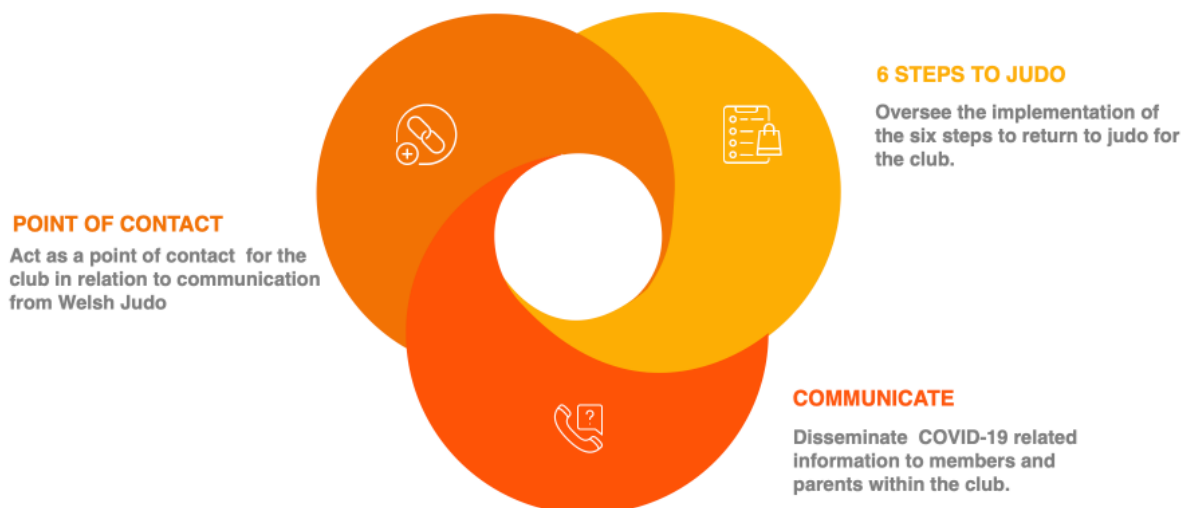 6 STEPS TO JUDO
Oversee the implementation of
the six steps to return to judo for
the club.
POINT OF CONTACT
Act as a point of contact for the
club in relation to communication
from Welsh Judo
?
COMMUNICATE
Disseminate COVID-19 related
information to members and
parents within the club.